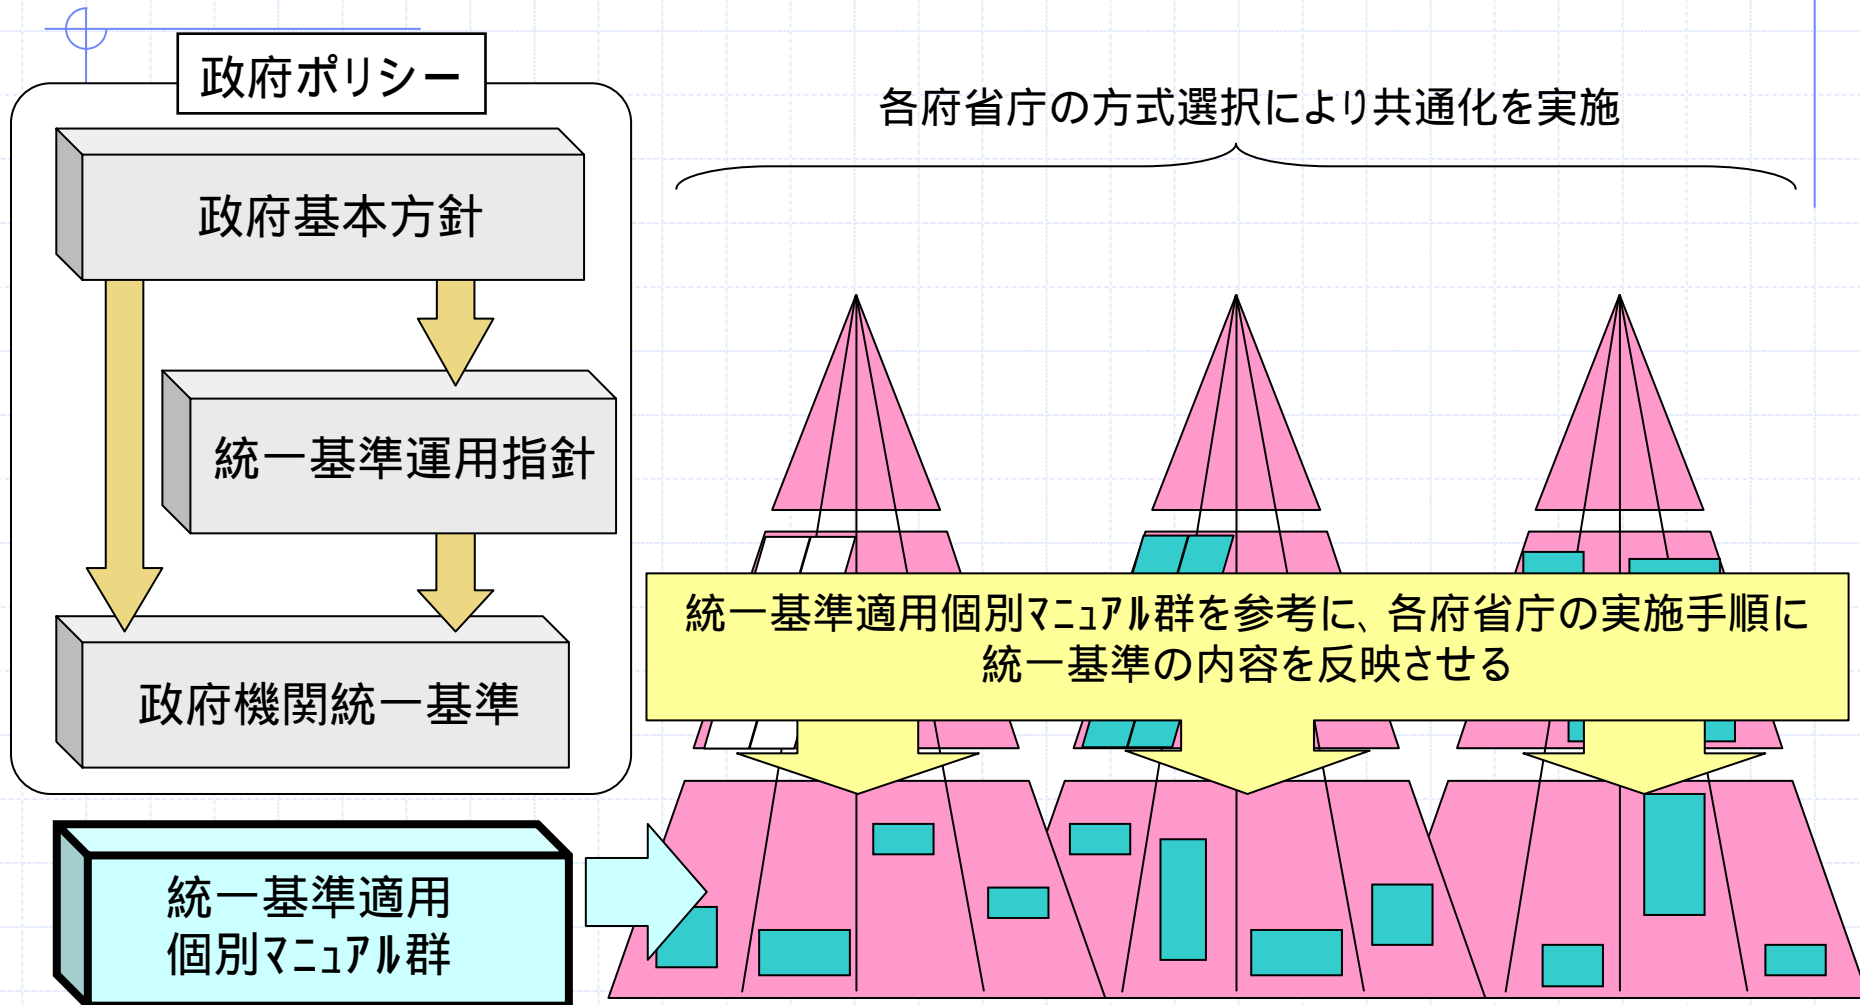 政府ポリシー
各府省庁の方式選択により共通化を実施
政府基本方針
統一基準運用指針
政府機関統一基準
統一基準適用個別ﾏﾆｭｱﾙ群を参考に、各府省庁の実施手順に
統一基準の内容を反映させる
統一基準適用
個別ﾏﾆｭｱﾙ群